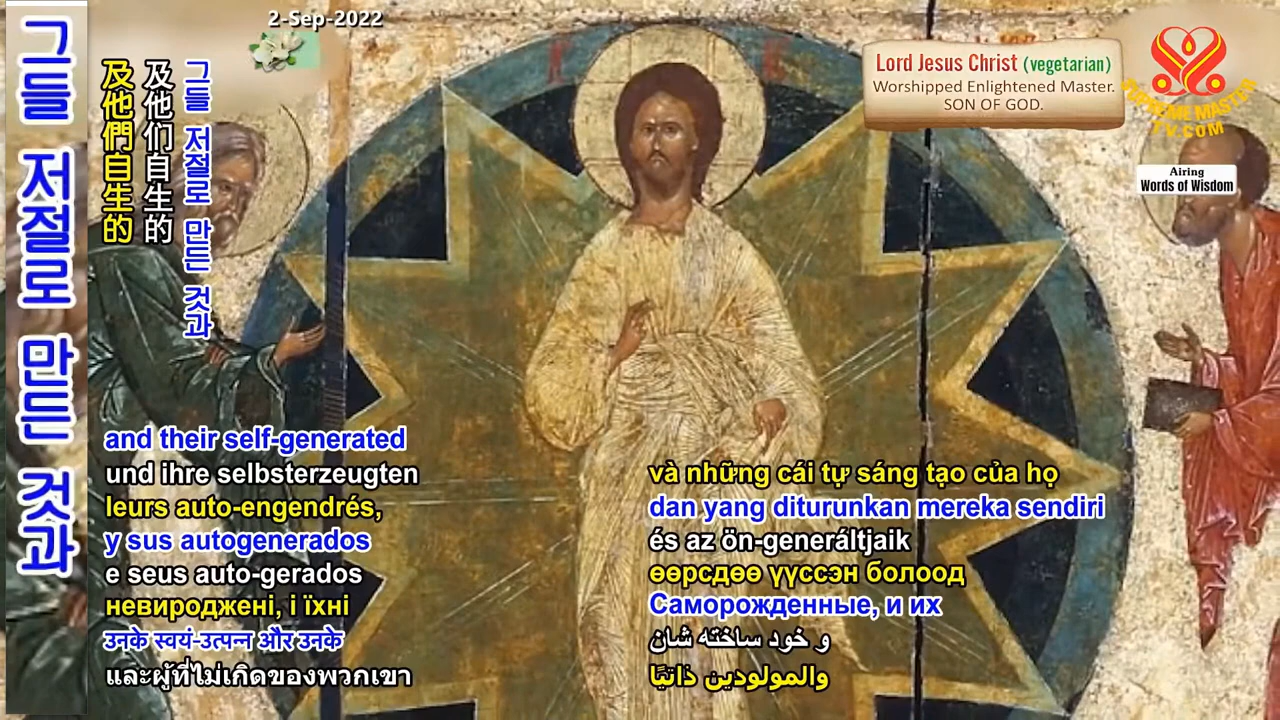 2-Sep-2022
Lord Jesus Christ (vegetarian)
Worshipped Enlightened Master.
SON OF GOD.
SUPREME MASTER
TV.COM
Airing
Words of Wisdom
그들 저절로 만든 것과
及他們自生的
及他们自生的
그들 저절로 만든 것과
and their self-generated
und ihre selbsterzeugten
leurs auto-engendrés,
y sus autogenerados
e seus auto-gerados
невироджені, і їхні
उनके स्वयं-उत्पन्न और उनके
และผู้ที่ไม่เกิดของพวกเขา
và những cái tự sáng tạo của họ
dan yang diturunkan mereka sendiri
és az ön-generáltjaik
өөрсдөө үүссэн болоод
Саморожденные, и их
و خود ساخته شان
والمولودين ذاتيًا